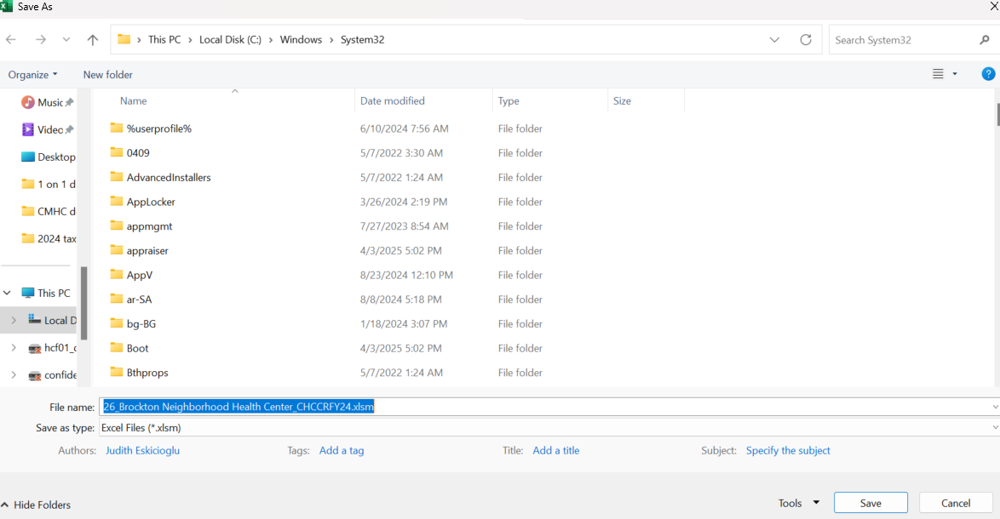 Save As
This PC > Local Disk (C:) > Windows > System32
Search System32
Organize
New folder
Name Date modified Type Size
Music
Video
Desktop
1 on 1 d
CMHC d
2024 tax
This PC
Local D
hcf01_
confide
%userprofile% 6/10/2024 7:56 AM File folder
0409 5/7/2022 3:30 AM File folder
AdvancedInstallers 5/7/2022 1:24 AM File folder
AppLocker 3/26/2024 2:19 PM File folder
appmgmt 7/27/2023 8:54 AM File folder
appraiser 4/3/2025 5:02 PM File folder
AppV 8/23/2024 12:10 PM File folder
ar-SA 8/8/2024 5:18 PM File folder
bg-BG 1/18/2024 3:07 PM File folder
Boot 4/3/2025 5:02 PM File folder
Bthprops 5/7/2022 1:24 AM File folder
File name: 26_Brockton Neighborhood Health Center_CHCCRFY24.xlsm
Save as type: Excel Files (*.xlsm)
Authors: Judith Eskicioglu Tags: Add a tag Title: Add a title Subject: Specify the subject
Hide Folders
Tools
Save
Cancel